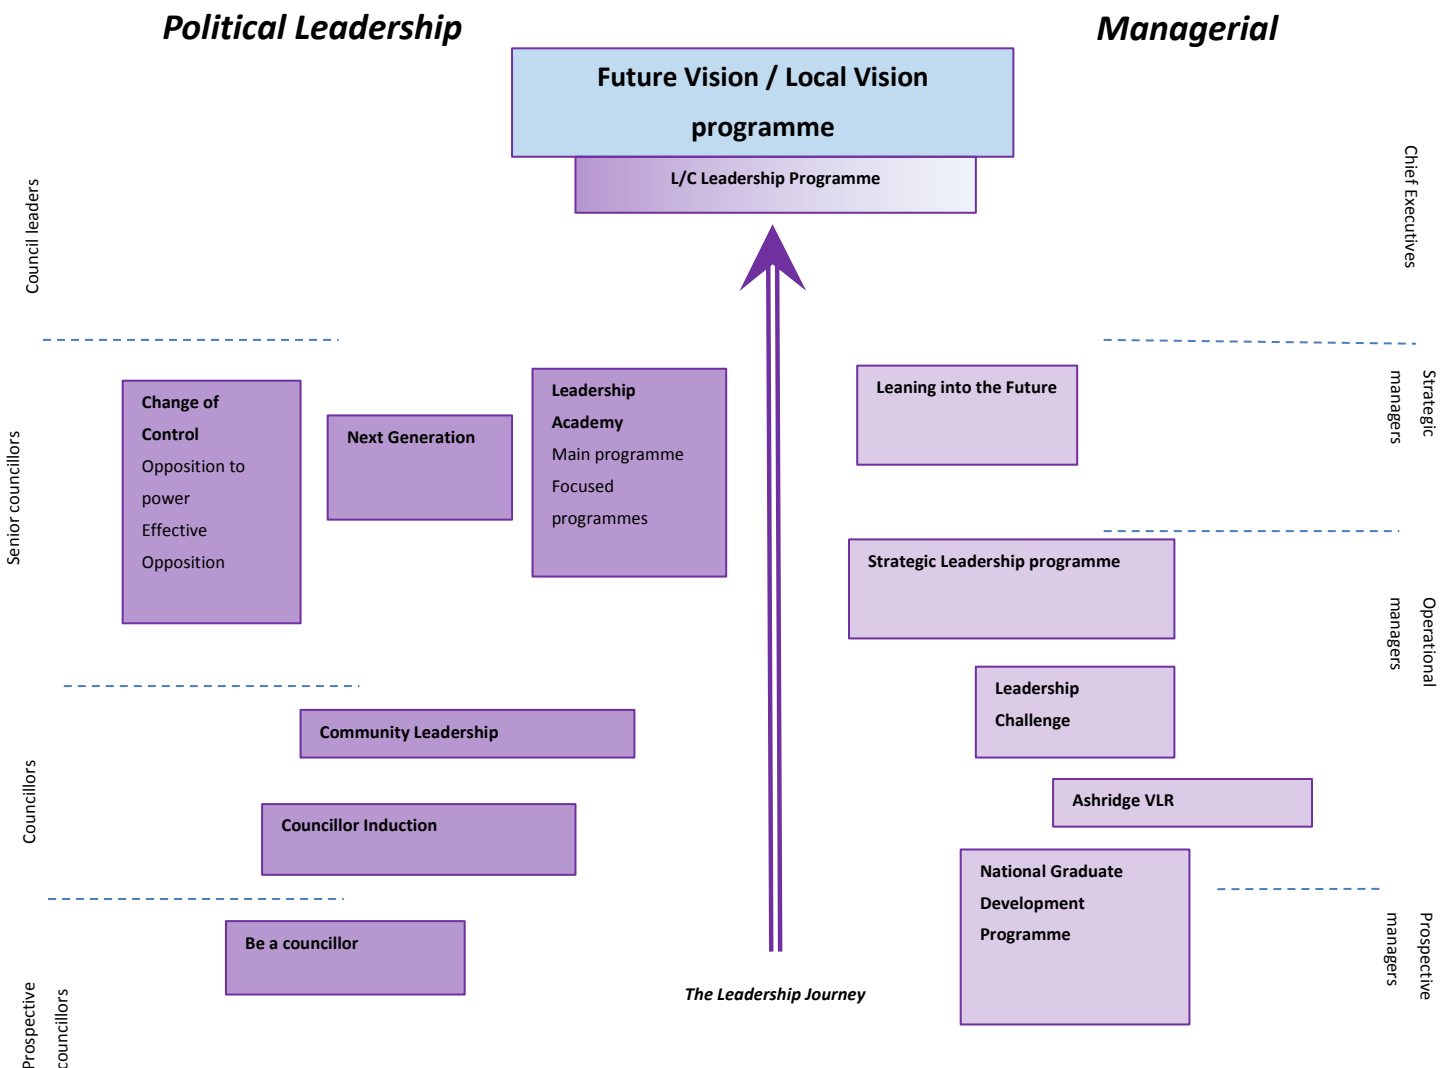 Political Leadership
Managerial
Future Vision / Local Vision
programme
L/C Leadership Programme
Council leaders
Chief Executives
Senior councillors
Change of
Control
Opposition to
power
Effective
Opposition
Next Generation
Leadership
Academy
Main programme
Focused
programmes
Leaning into the Future
Strategic
managers
Strategic Leadership programme
Operational
managers
Leadership
Challenge
Councillors
Community Leadership
Ashridge VLR
Councillor Induction
National Graduate
Development
Programme
Prospective
managers
Be a councillor
Prospective
councillors
The Leadership Journey